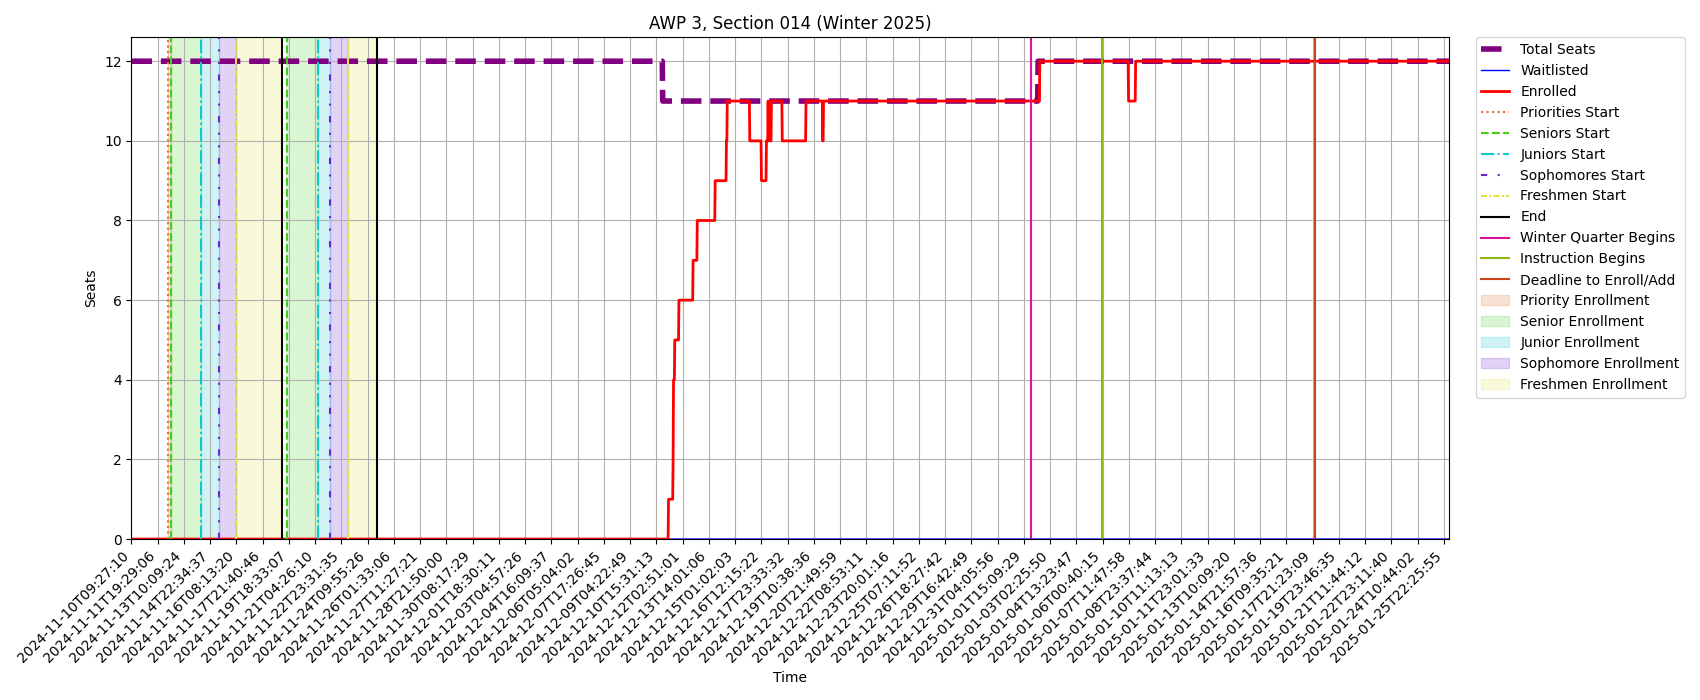 AWP 3, Section 014 (Winter 2025)
Seats
12
10
8
6
4
2
0
2024-11-10T09:27:10
2024-11-11T19:29:06
2024-11-13T10:09:24
2024-11-14T22:34:37
2024-11-16T08:13:20
2024-11-17T21:40:46
2024-11-19T18:33:07
2024-11-21T04:26:10
2024-11-22T22:31:35
2024-11-24T09:55:26
2024-11-26T01:33:06
2024-11-27T11:27:21
2024-11-28T21:50:00
2024-11-30T08:17:29
2024-12-01T18:30:11
2024-12-03T04:57:26
2024-12-04T16:09:37
2024-12-06T05:04:02
2024-12-07T17:26:45
2024-12-09T04:22:49
2024-12-10T15:31:13
2024-12-12T02:51:01
2024-12-13T14:01:06
2024-12-15T01:02:03
2024-12-16T12:15:22
2024-12-17T23:33:32
2024-12-19T10:38:36
2024-12-20T21:49:59
2024-12-22T08:53:11
2024-12-23T20:01:16
2024-12-25T07:11:52
2024-12-26T18:27:42
2024-12-29T16:42:49
2024-12-31T04:05:56
2025-01-01T15:09:29
2025-01-03T02:25:50
2025-01-04T13:23:47
2025-01-06T00:40:15
2025-01-07T11:47:58
2025-01-08T23:37:44
2025-01-10T11:13:13
2025-01-11T23:01:33
2025-01-13T10:09:20
2025-01-14T21:57:36
2025-01-16T09:35:21
2025-01-17T21:23:09
2025-01-19T23:46:35
2025-01-21T11:44:12
2025-01-22T23:11:40
2025-01-24T10:44:02
2025-01-25T22:25:55
Time
Total Seats
Waitlisted
Enrolled
Priorities Start
Seniors Start
Juniors Start
Sophomores Start
Freshmen Start
End
Winter Quarter Begins
Instruction Begins
Deadline to Enroll/Add
Priority Enrollment
Senior Enrollment
Junior Enrollment
Sophomore Enrollment
Freshmen Enrollment